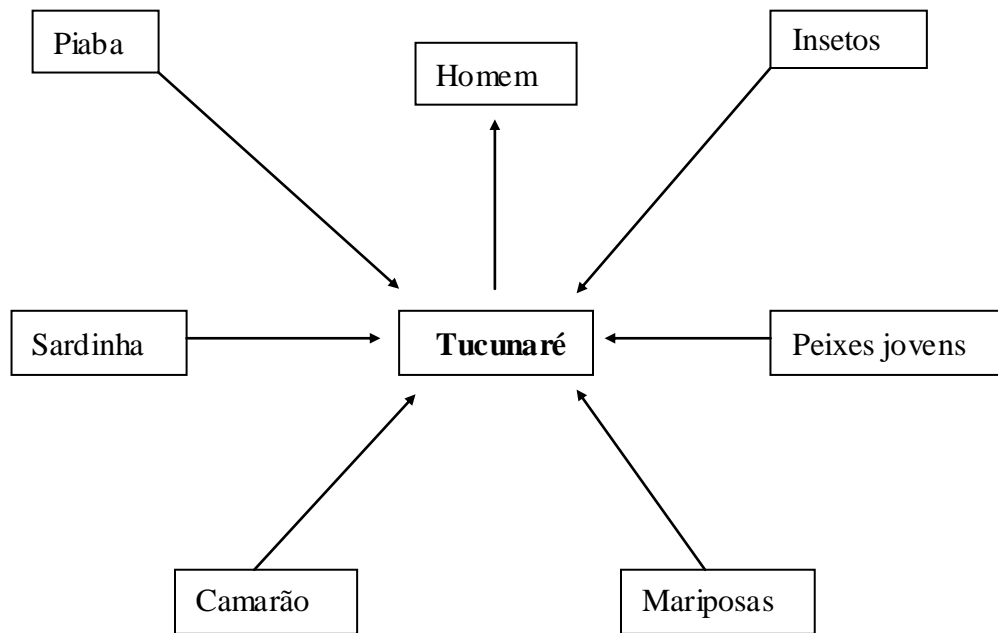 Piaba
Homem
Insetos
Sardinha
Tucunaré
Peixes jovens
Camarão
Mariposas